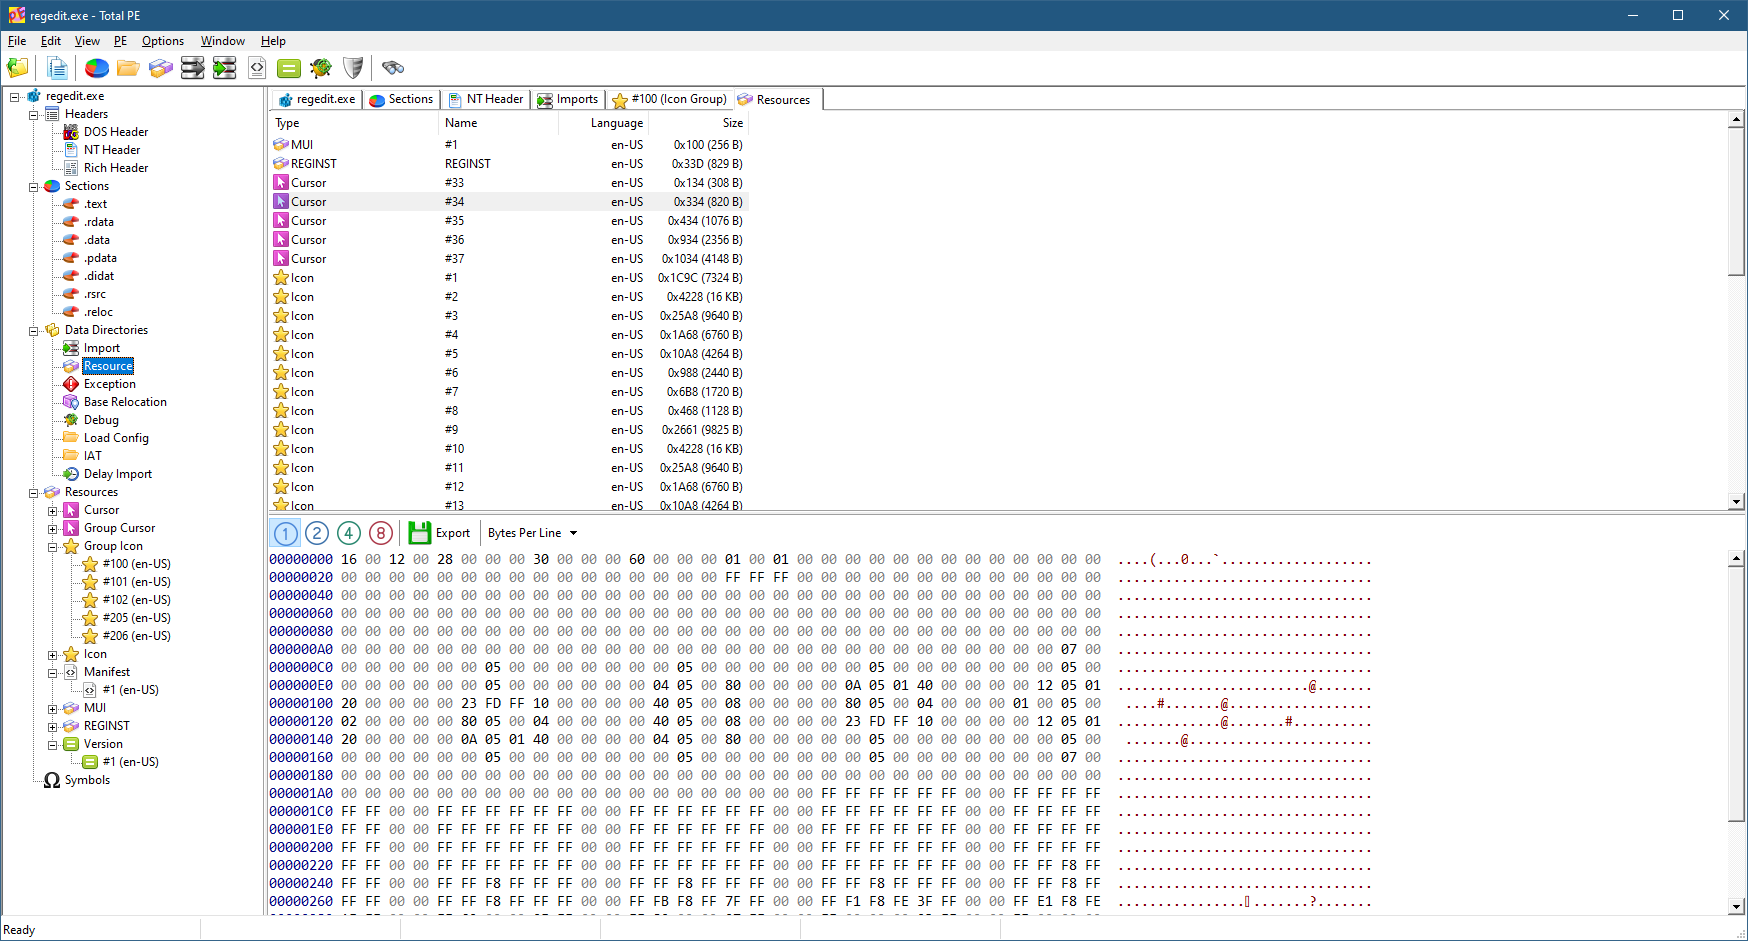 regedit.exe - Total PE
File Edit View PE Options Window Help
regedit.exe
Headers
DOS Header
NT Header
Rich Header
Sections
.text
.rdata
.data
.pdata
.didat
.rsrc
.reloc
Data Directories
Import
Resource
Exception
Base Relocation
Debug
Load Config
IAT
Delay Import
Resources
Cursor
Group Cursor
Group Icon
#100 (en-US)
#101 (en-US)
#102 (en-US)
#205 (en-US)
#206 (en-US)
Icon
Manifest
#1 (en-US)
MUI
REGINST
Version
#1 (en-US)
Symbols
regedit.exe Sections NT Header Imports #100 (Icon Group) Resources
Type Name Language Size
MUI #1 en-US 0x100 (256 B)
REGINST REGINST en-US 0x33D (829 B)
Cursor #33 en-US 0x134 (308 B)
Cursor #34 en-US 0x334 (820 B)
Cursor #35 en-US 0x434 (1076 B)
Cursor #36 en-US 0x934 (2356 B)
Cursor #37 en-US 0x1034 (4148 B)
Icon #1 en-US 0x1C9C (7324 B)
Icon #2 en-US 0x4228 (16 KB)
Icon #3 en-US 0x25A8 (9640 B)
Icon #4 en-US 0x1A68 (6760 B)
Icon #5 en-US 0x10A8 (4264 B)
Icon #6 en-US 0x988 (2440 B)
Icon #7 en-US 0x6B8 (1720 B)
Icon #8 en-US 0x468 (1128 B)
Icon #9 en-US 0x2661 (9825 B)
Icon #10 en-US 0x4228 (16 KB)
Icon #11 en-US 0x25A8 (9640 B)
Icon #12 en-US 0x1A68 (6760 B)
Icon #13 en-US 0x10A8 (4264 B)
1 2 4 8 Export Bytes Per Line
00000000 16 00 12 00 28 00 00 00 30 00 00 00 60 00 00 00 01 00 01 00 00 00 00 00 00 00 00 00 00 00 00 00 ....(...0...`...................
00000020 00 00 00 00 00 00 00 00 00 00 00 00 00 00 00 00 FF FF FF 00 00 00 00 00 00 00 00 00 00 00 00 00 ................................
00000040 00 00 00 00 00 00 00 00 00 00 00 00 00 00 00 00 00 00 00 00 00 00 00 00 00 00 00 00 00 00 00 00 ................................
00000060 00 00 00 00 00 00 00 00 00 00 00 00 00 00 00 00 00 00 00 00 00 00 00 00 00 00 00 00 00 00 00 00 ................................
00000080 00 00 00 00 00 00 00 00 00 00 00 00 00 00 00 00 00 00 00 00 00 00 00 00 00 00 00 00 00 00 00 00 ................................
000000A0 00 00 00 00 00 00 00 00 00 00 00 00 00 00 00 00 00 00 00 00 00 00 00 00 00 00 00 00 00 00 07 00 ................................
000000C0 00 00 00 00 00 00 05 00 00 00 00 00 00 00 05 00 00 00 00 00 00 00 05 00 00 00 00 00 00 00 05 00 ................................
000000E0 00 00 00 00 00 00 05 00 00 00 00 00 00 04 05 00 80 00 00 00 00 0A 05 01 40 00 00 00 00 12 05 01 ........................@.......
00000100 20 00 00 00 00 23 FD FF 10 00 00 00 00 40 05 00 08 00 00 00 00 80 05 00 04 00 00 00 01 00 05 00  ....#.......@..................
00000120 02 00 00 00 00 80 05 00 04 00 00 00 00 40 05 00 08 00 00 00 00 23 FD FF 10 00 00 00 00 12 05 01 .............@.......#..........
00000140 20 00 00 00 00 0A 05 01 40 00 00 00 00 04 05 00 80 00 00 00 00 00 05 00 00 00 00 00 00 00 05 00  .......@.......................
00000160 00 00 00 00 00 00 05 00 00 00 00 00 00 00 05 00 00 00 00 00 00 00 05 00 00 00 00 00 00 00 07 00 ................................
00000180 00 00 00 00 00 00 00 00 00 00 00 00 00 00 00 00 00 00 00 00 00 00 00 00 00 00 00 00 00 00 00 00 ................................
000001A0 00 00 00 00 00 00 00 00 00 00 00 00 00 00 00 00 00 00 00 00 FF FF FF FF FF FF 00 00 FF FF FF FF ................................
000001C0 FF FF 00 00 FF FF FF FF FF FF 00 00 FF FF FF FF FF FF 00 00 FF FF FF FF FF FF 00 00 FF FF FF FF ................................
000001E0 FF FF 00 00 FF FF FF FF FF FF 00 00 FF FF FF FF FF FF 00 00 FF FF FF FF FF FF 00 00 FF FF FF FF ................................
00000200 FF FF 00 00 FF FF FF FF FF FF 00 00 FF FF FF FF FF FF 00 00 FF FF FF FF FF FF 00 00 FF FF FF FF ................................
00000220 FF FF 00 00 FF FF FF FF FF FF 00 00 FF FF FF FF FF FF 00 00 FF FF FF FF FF FF 00 00 FF FF F8 FF ................................
00000240 FF FF 00 00 FF FF F8 FF FF FF 00 00 FF FF F8 FF FF FF 00 00 FF FF F8 FF FF FF 00 00 FF FF F8 FF ................................
00000260 FF FF 00 00 FF FF F8 FF FF FF 00 00 FF FB F8 FF 7F FF 00 00 FF F1 F8 FE 3F FF 00 00 FF E1 F8 FE ................▯.......?.......
Ready